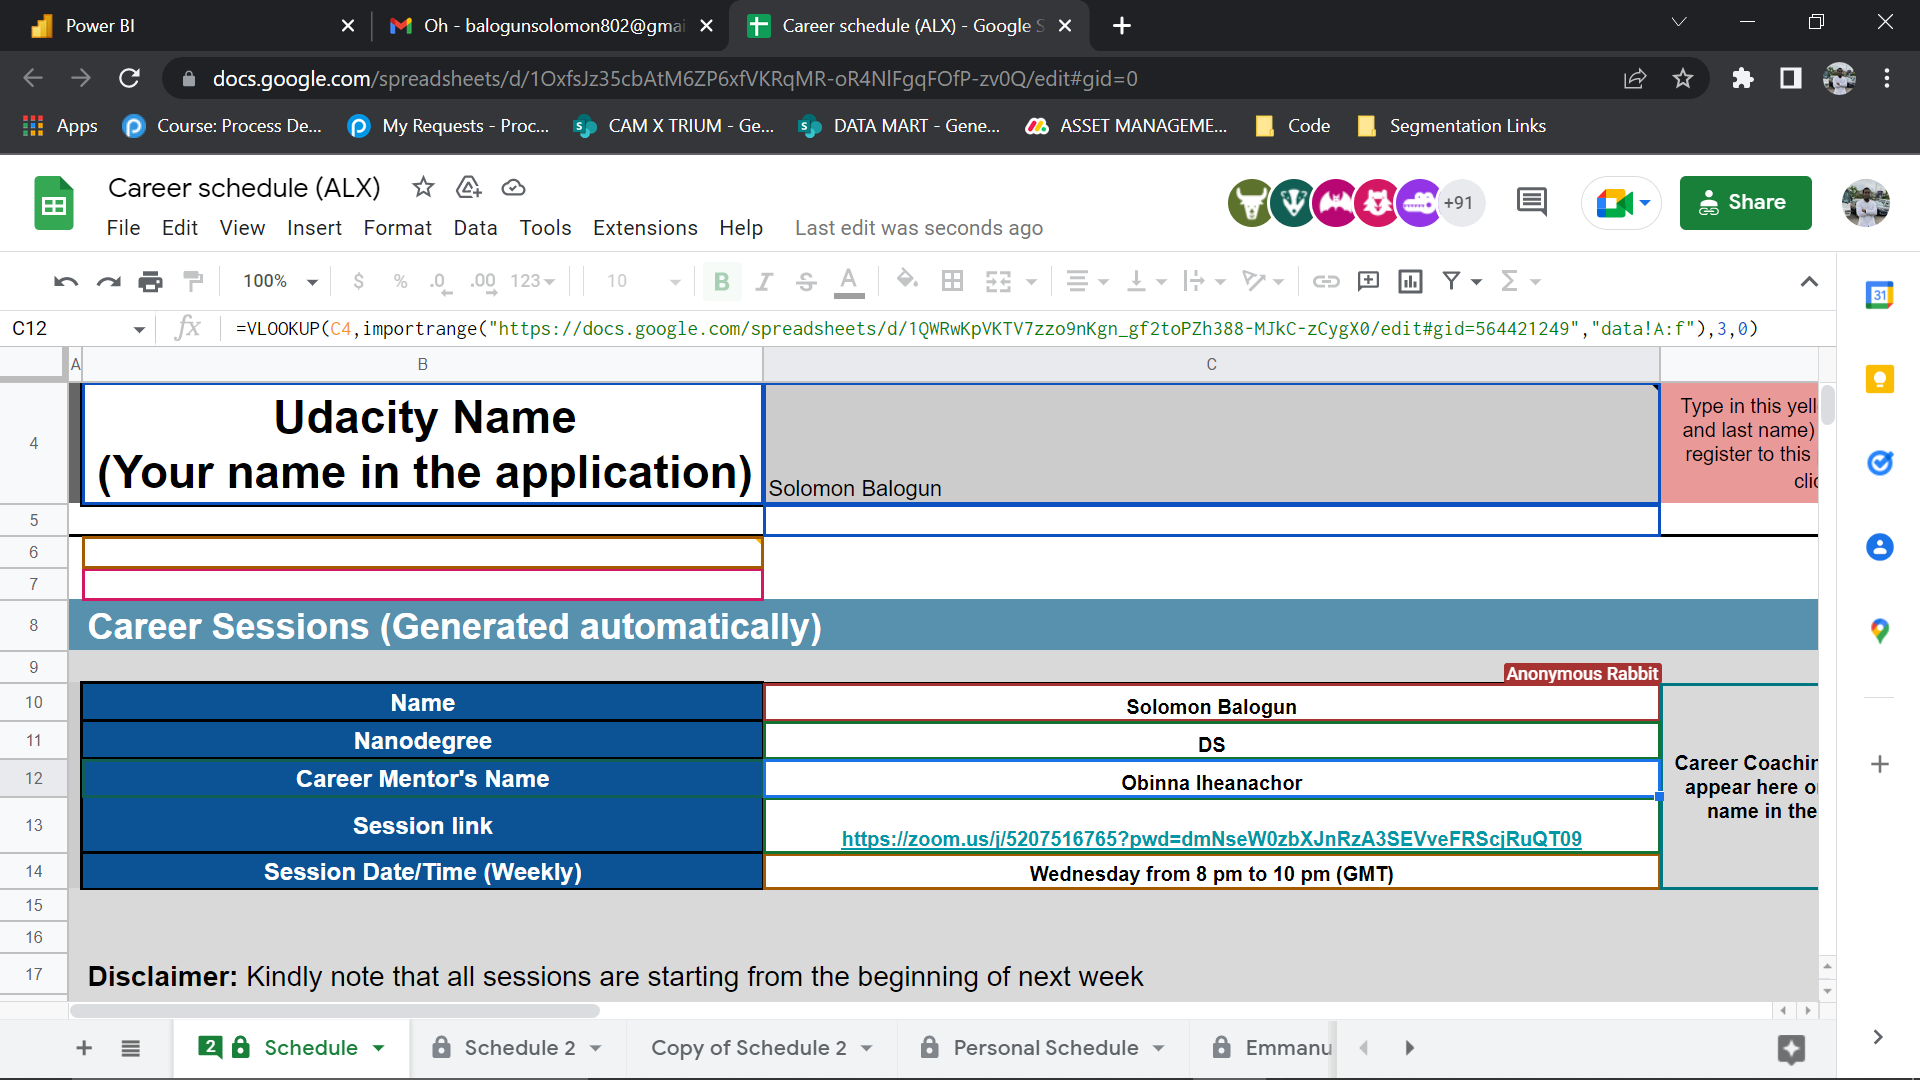 Power BI
Oh - balogunsolomon802@gmai
Career schedule (ALX) - Google S
docs.google.com/spreadsheets/d/1OxfsJz35cbAtM6ZP6xfVKRqMR-oR4NlFgqFOfP-zv0Q/edit#gid=0
Apps
Course: Process De...
My Requests - Proc...
CAM X TRIUM - Ge...
DATA MART - Gene...
ASSET MANAGEME...
Code
Segmentation Links
Career schedule (ALX)
+91
Share
File Edit View Insert Format Data Tools Extensions Help Last edit was seconds ago
100% $ % .0 .00 123 10 B I S A
31
C12 fx =VLOOKUP(C4,importrange("https://docs.google.com/spreadsheets/d/1QWRwKpVKTV7zzo9nKgn_gf2toPZh388-MJkC-zCygX0/edit#gid=564421249","data!A:f"),3,0)
A B C
4
Udacity Name
(Your name in the application)
Solomon Balogun
Type in this yell
and last name)
register to this
clic
5
6
7
8 Career Sessions (Generated automatically)
9
Anonymous Rabbit
10 Name Solomon Balogun
11 Nanodegree DS
12 Career Mentor's Name Obinna Iheanachor
13 Session link https://zoom.us/j/5207516765?pwd=dmNseW0zbXJnRzA3SEVveFRScjRuQT09
14 Session Date/Time (Weekly) Wednesday from 8 pm to 10 pm (GMT)
Career Coachin
appear here o
name in the
15
16
17 Disclaimer: Kindly note that all sessions are starting from the beginning of next week
2 Schedule
Schedule 2
Copy of Schedule 2
Personal Schedule
Emmanu